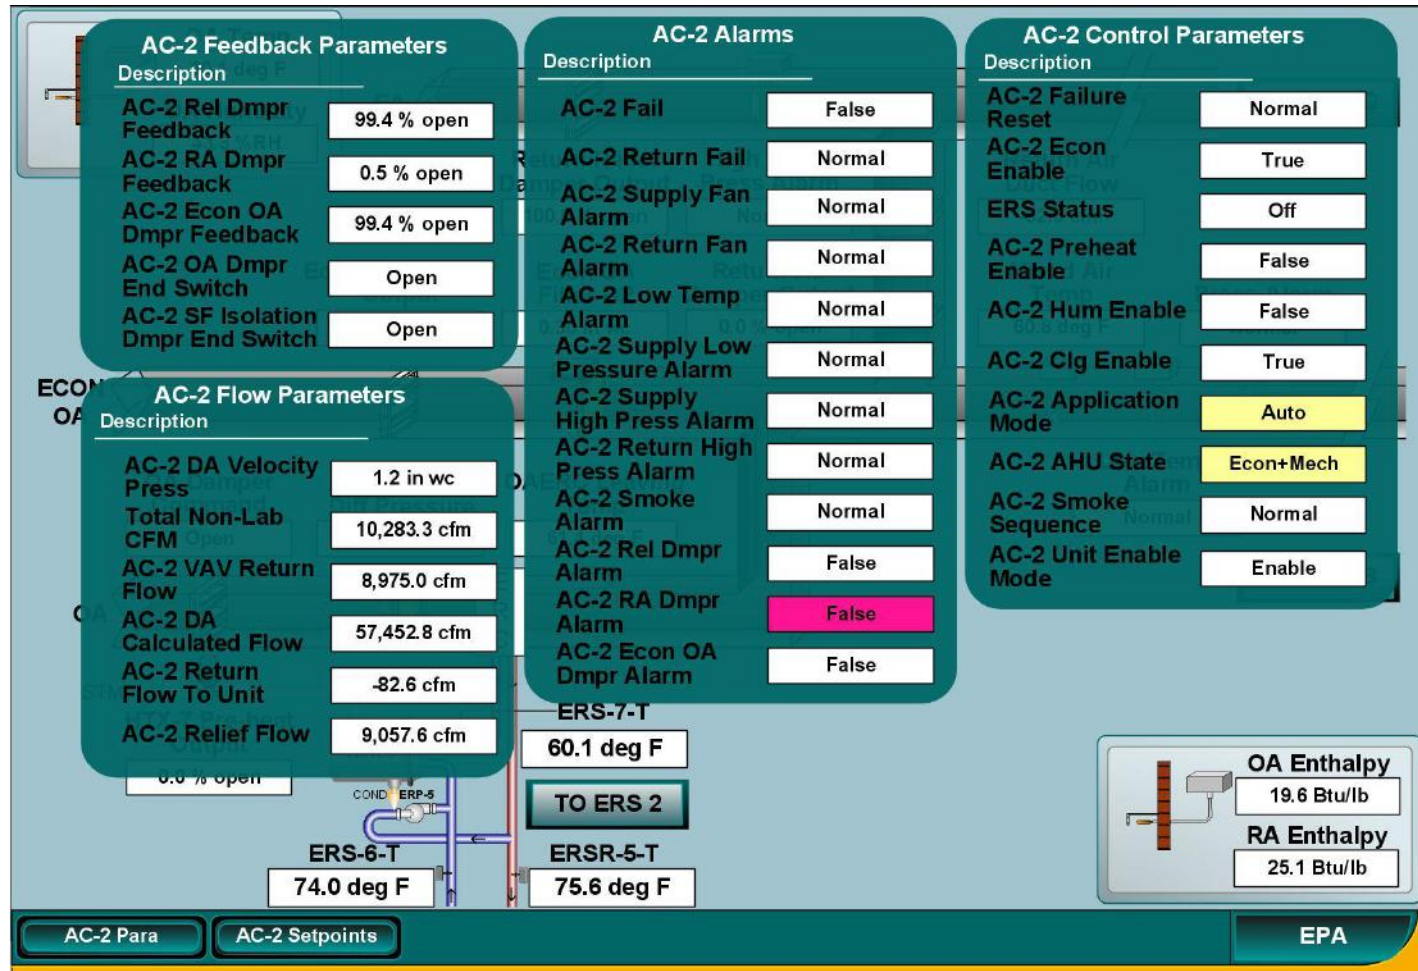 AC-2 Feedback Parameters
Description
AC-2 Rel Dmpr
Feedback
99.4 % open
AC-2 RA Dmpr
Feedback
0.5 % open
AC-2 Econ OA
Dmpr Feedback
99.4 % open
AC-2 OA Dmpr
End Switch
Open
AC-2 SF Isolation
Dmpr End Switch
Open
AC-2 Flow Parameters
Description
AC-2 DA Velocity
Press
1.2 in wc
Total Non-Lab
CFM
10,283.3 cfm
AC-2 VAV Return
Flow
8,975.0 cfm
AC-2 DA
Calculated Flow
57,452.8 cfm
AC-2 Return
Flow To Unit
-82.6 cfm
AC-2 Relief Flow
9,057.6 cfm
AC-2 Alarms
Description
AC-2 Fail
False
AC-2 Return Fail
Normal
AC-2 Supply Fan
Alarm
Normal
AC-2 Return Fan
Alarm
Normal
AC-2 Low Temp
Alarm
Normal
AC-2 Supply Low
Pressure Alarm
Normal
AC-2 Supply
High Press Alarm
Normal
AC-2 Return High
Press Alarm
Normal
AC-2 Smoke
Alarm
Normal
AC-2 Rel Dmpr
Alarm
False
AC-2 RA Dmpr
Alarm
False
AC-2 Econ OA
Dmpr Alarm
False
AC-2 Control Parameters
Description
AC-2 Failure
Reset
Normal
AC-2 Econ
Enable
True
ERS Status
Off
AC-2 Preheat
Enable
False
AC-2 Hum Enable
False
AC-2 Clg Enable
True
AC-2 Application
Mode
Auto
AC-2 AHU State
Econ+Mech
AC-2 Smoke
Sequence
Normal
AC-2 Unit Enable
Mode
Enable
ECON
OA
OA
0.0 % open
COND
ERP-5
ERS-7-T
60.1 deg F
TO ERS 2
ERS-6-T
74.0 deg F
ERSR-5-T
75.6 deg F
OA Enthalpy
19.6 Btu/lb
RA Enthalpy
25.1 Btu/lb
AC-2 Para
AC-2 Setpoints
EPA